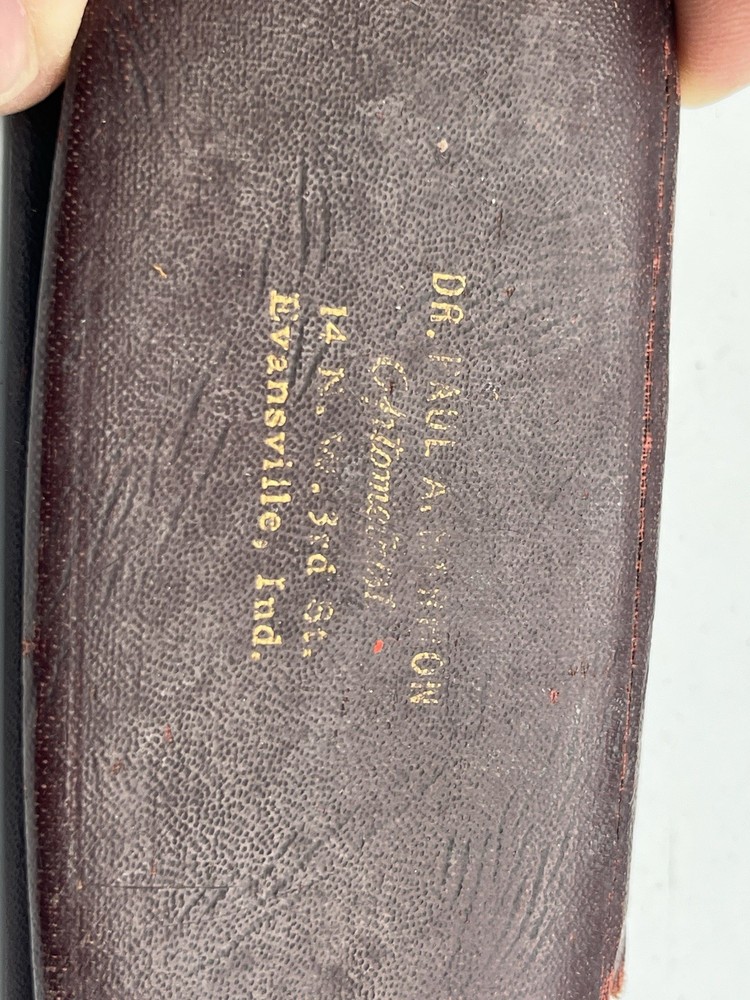 DR. PAUL A.
Optometrist
14 N. W. 3rd St.
Evansville, Ind.